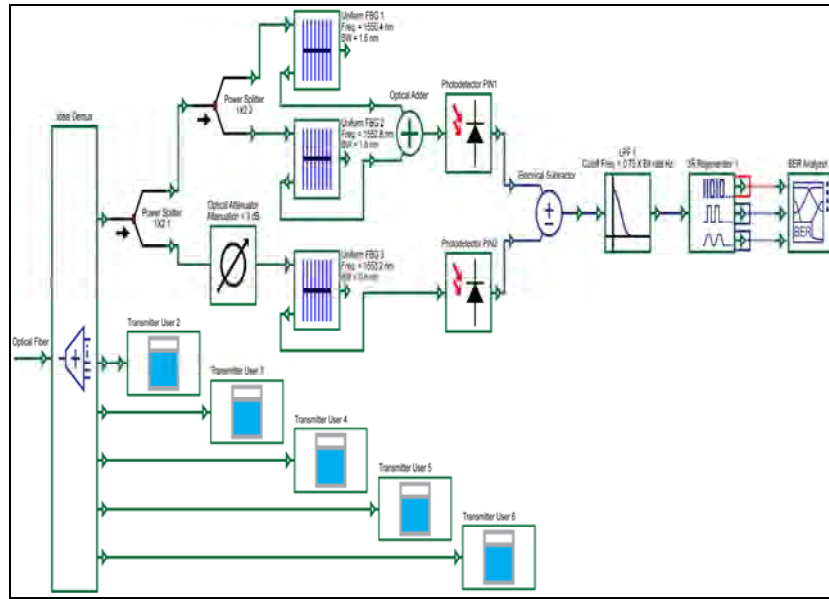 Uniform FBG 1
Freq. = 1550.4 nm
BW = 1.6 nm
Power Splitter
1X2 2
Optical Adder
Photodetector PIN1
Ideal Demux
Uniform FBG 2
Freq. = 1552.8 nm
BW = 1.6 nm
Power Splitter
1X2 1
Optical Attenuator
Attenuation = 3 dB
Electrical Subtractor
LPF 1
Cutoff Freq. = 0.75 X Bit rate Hz
3R Regenerator 1
BER Analyzer
BER
Uniform FBG 3
Freq. = 1552.2 nm
Photodetector PIN2
Optical Fiber
Transmitter User 2
Transmitter User 3
Transmitter User 4
Transmitter User 5
Transmitter User 6